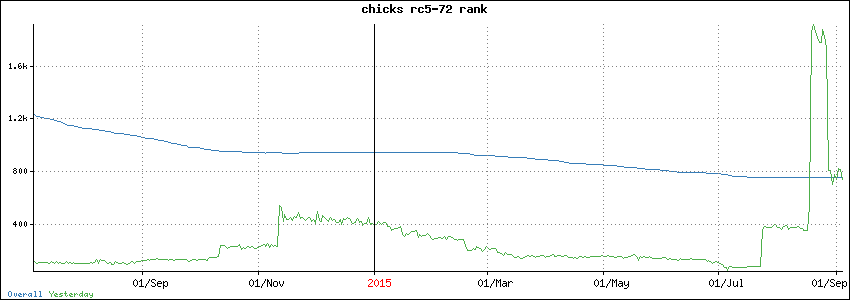 chicks rc5-72 rank
1.6k
1.2k
800
400
01/Sep 01/Nov 2015 01/Mar 01/May 01/Jul 01/Sep
Overall Yesterday